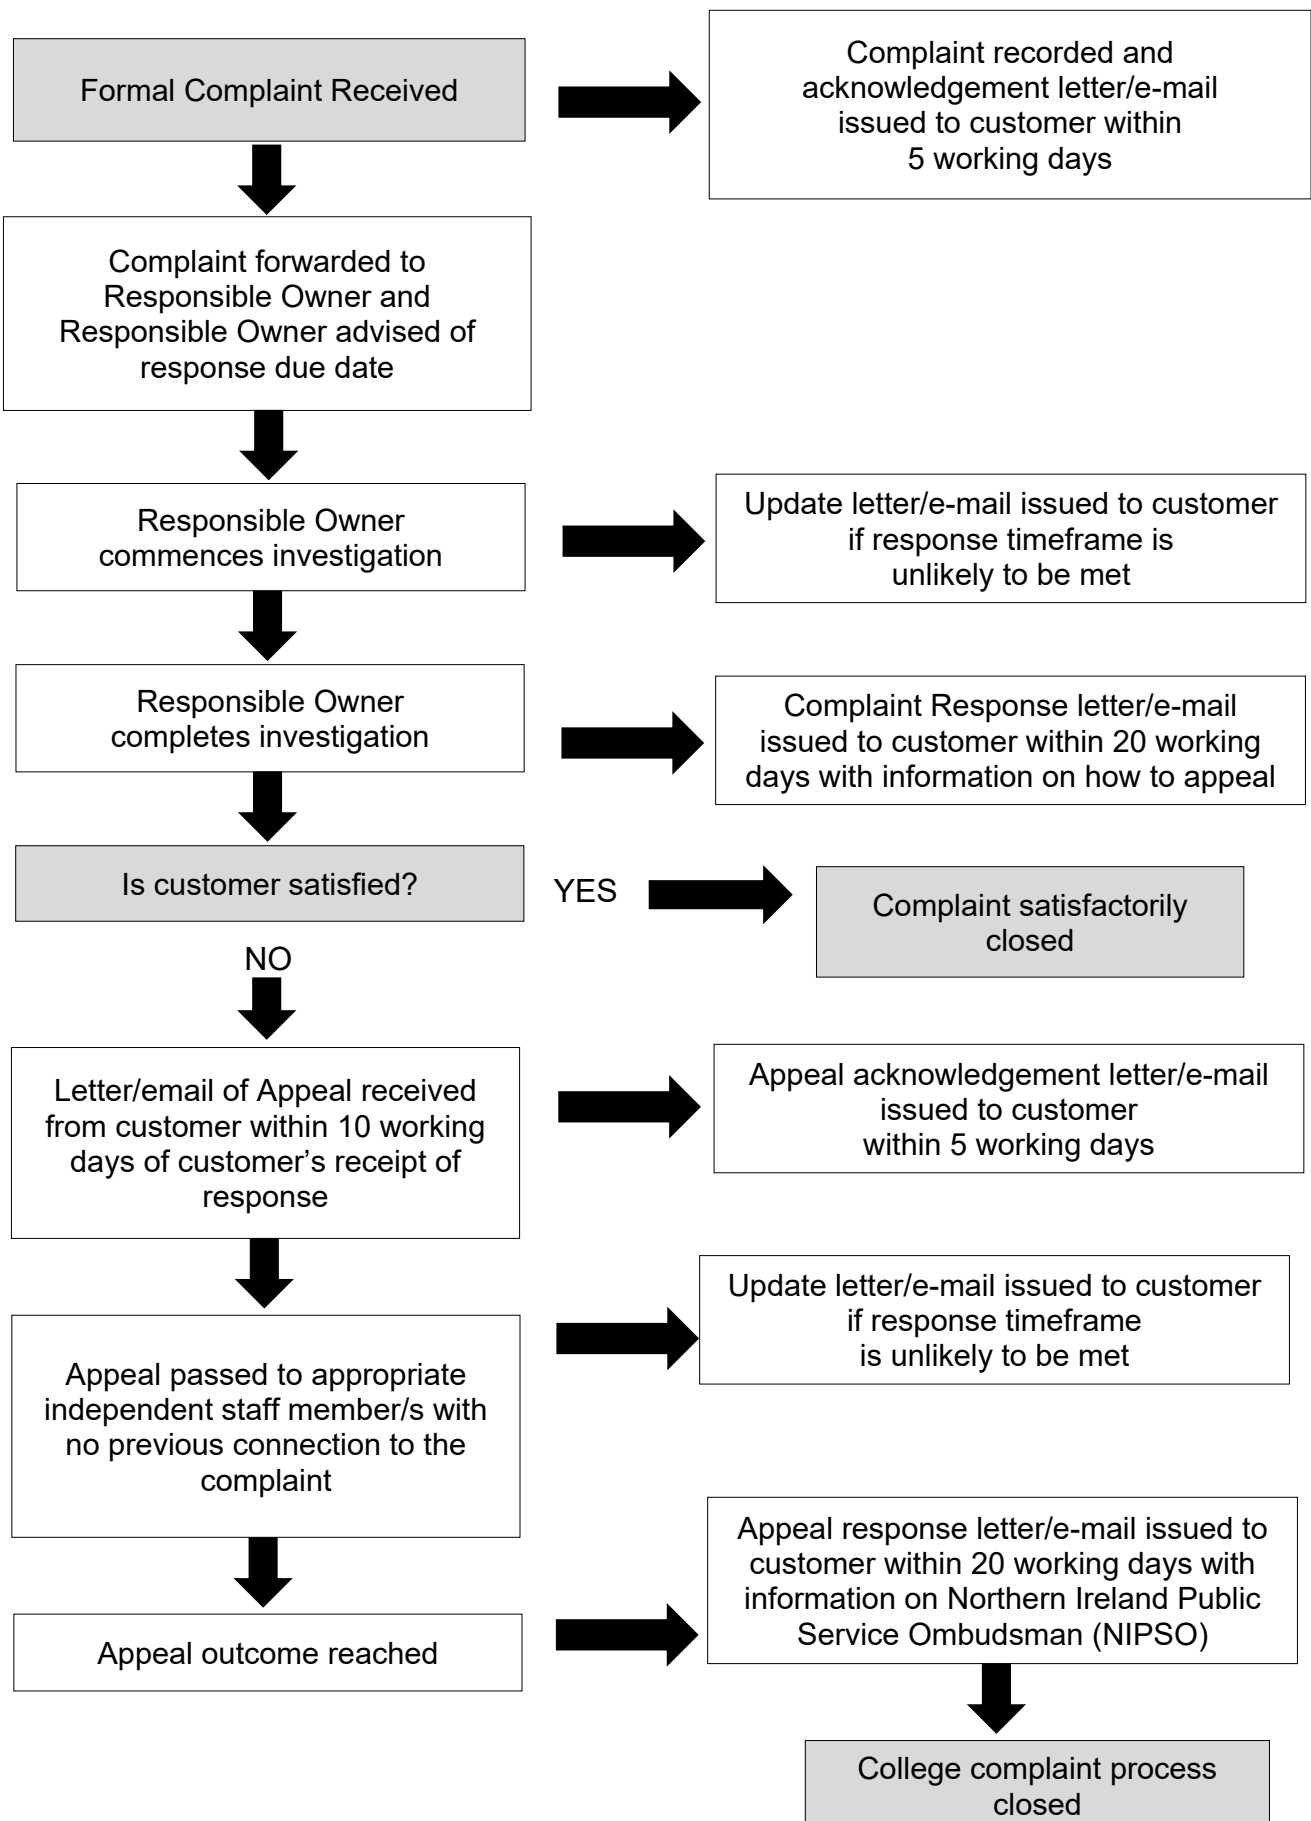 Formal Complaint Received
Complaint recorded and
acknowledgement letter/e-mail
issued to customer within
5 working days
Complaint forwarded to
Responsible Owner and
Responsible Owner advised of
response due date
Responsible Owner
commences investigation
Update letter/e-mail issued to customer
if response timeframe is
unlikely to be met
Responsible Owner
completes investigation
Complaint Response letter/e-mail
issued to customer within 20 working
days with information on how to appeal
Is customer satisfied?
YES
Complaint satisfactorily
closed
NO
Letter/email of Appeal received
from customer within 10 working
days of customer’s receipt of
response
Appeal acknowledgement letter/e-mail
issued to customer
within 5 working days
Appeal passed to appropriate
independent staff member/s with
no previous connection to the
complaint
Update letter/e-mail issued to customer
if response timeframe
is unlikely to be met
Appeal outcome reached
Appeal response letter/e-mail issued to
customer within 20 working days with
information on Northern Ireland Public
Service Ombudsman (NIPSO)
College complaint process
closed